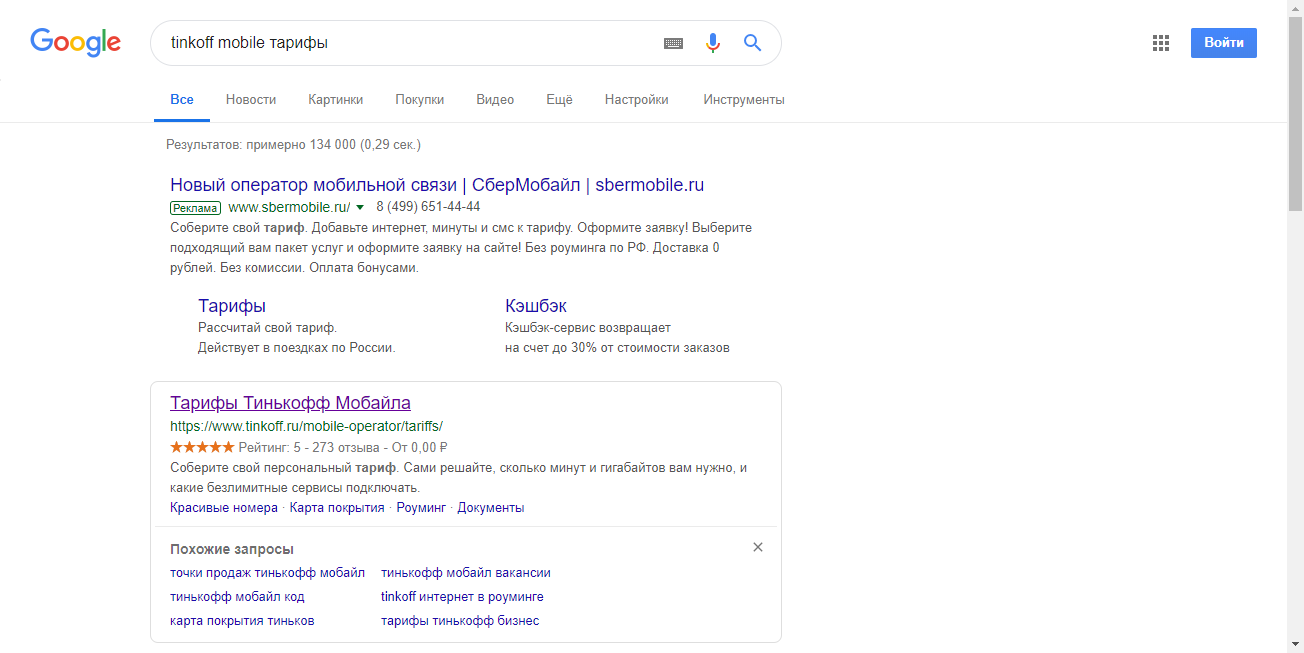 Google
tinkoff mobile тарифы
Войти
Все Новости Картинки Покупки Видео Ещё Настройки Инструменты
Результатов: примерно 134 000 (0,29 сек.)
Новый оператор мобильной связи | СберМобайл | sbermobile.ru
Реклама www.sbermobile.ru/ 8 (499) 651-44-44
Соберите свой тариф. Добавьте интернет, минуты и смс к тарифу. Оформите заявку! Выберите
подходящий вам пакет услуг и оформите заявку на сайте! Без роуминга по РФ. Доставка 0
рублей. Без комиссии. Оплата бонусами.
Тарифы
Рассчитай свой тариф.
Действует в поездках по России.
Кэшбэк
Кэшбэк-сервис возвращает
на счет до 30% от стоимости заказов
Тарифы Тинькофф Мобайла
https://www.tinkoff.ru/mobile-operator/tariffs/
★★★★★ Рейтинг: 5 - 273 отзыва - От 0,00 ₽
Соберите свой персональный тариф. Сами решайте, сколько минут и гигабайтов вам нужно, и
какие безлимитные сервисы подключать.
Красивые номера · Карта покрытия · Роуминг · Документы
Похожие запросы
точки продаж тинькофф мобайл тинькофф мобайл вакансии
тинькофф мобайл код tinkoff интернет в роуминге
карта покрытия тиньков тарифы тинькофф бизнес